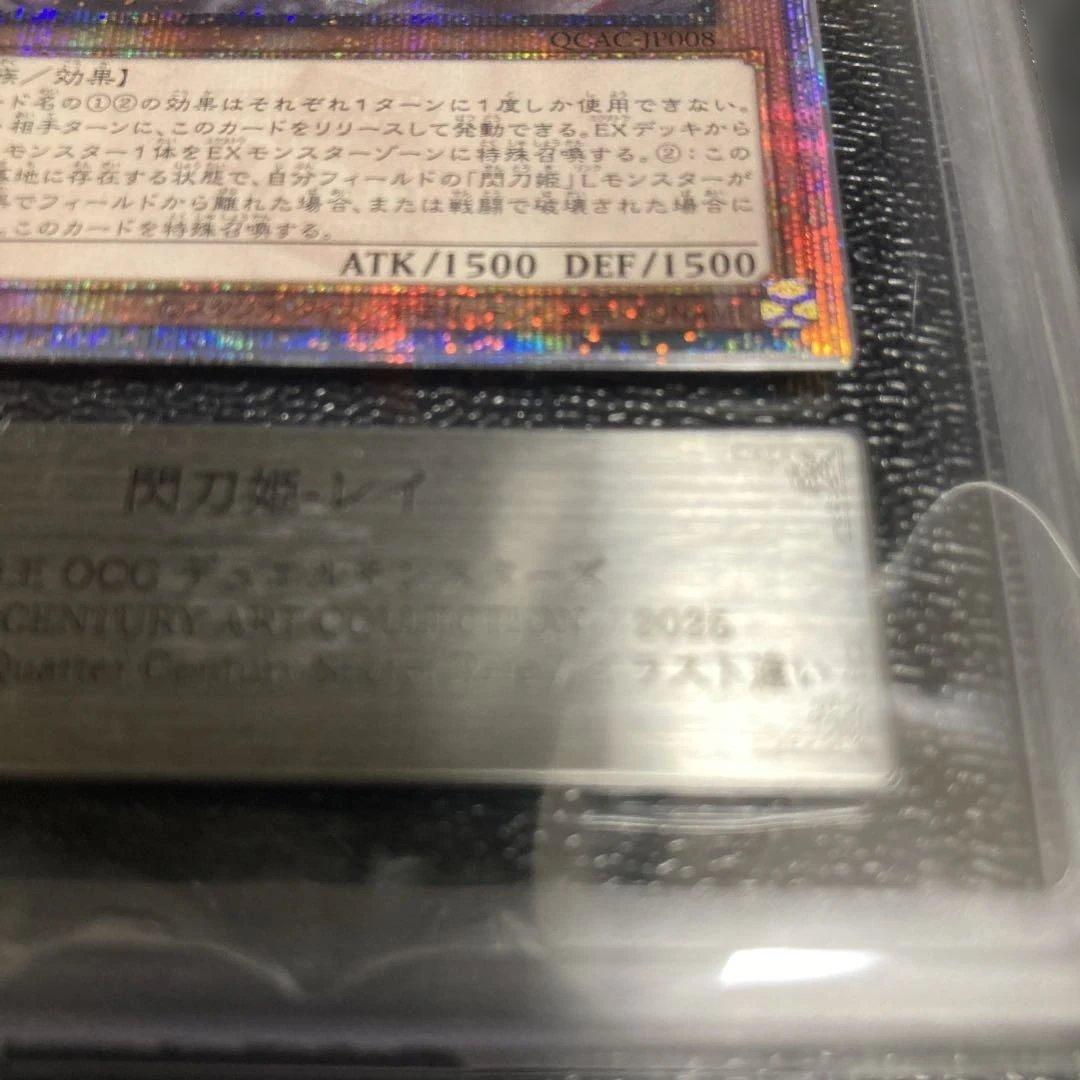 QCAC-JP008
族/効果】
ード名の①②の効果はそれぞれ1ターンに1度しか使用できない。
相手ターンに、このカードをリリースして発動できる。EXデッキから
モンスター1体をEXモンスターゾーンに特殊召喚する。②:この
墓地に存在する状態で、自分フィールドの「閃刀姫」Lモンスターが
でフィールドから離れた場合、または戦闘で破壊された場合に
このカードを特殊召喚する。
ATK/1500 DEF/1500
閃刀姫-レイ
OCG デュエルモンスターズ
CENTURY ART COLLECTION 2025
Quarter Century